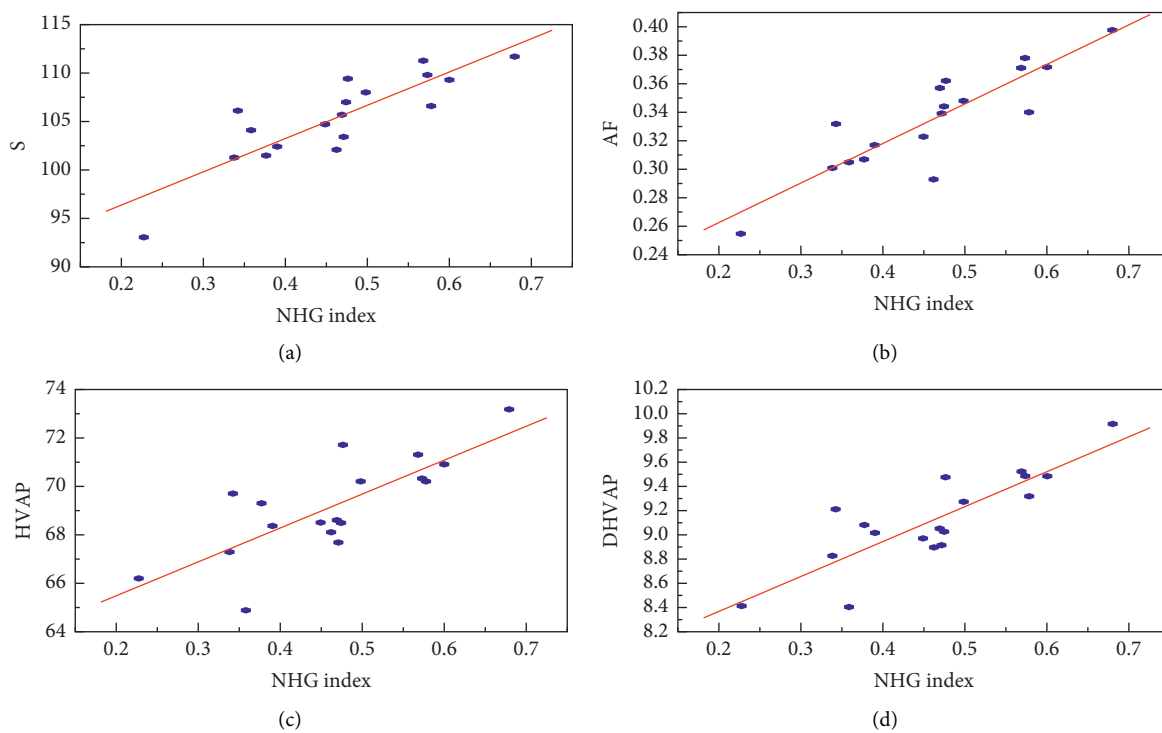 115
110
105
100
95
90
S
0.2 0.3 0.4 0.5 0.6 0.7
NHG index
(a)
0.40
0.38
0.36
0.34
0.32
0.30
0.28
0.26
0.24
AF
0.2 0.3 0.4 0.5 0.6 0.7
NHG index
(b)
74
72
70
68
66
64
HVAP
0.2 0.3 0.4 0.5 0.6 0.7
NHG index
(c)
10.2
10.0
9.8
9.6
9.4
9.2
9.0
8.8
8.6
8.4
8.2
DHVAP
0.2 0.3 0.4 0.5 0.6 0.7
NHG index
(d)